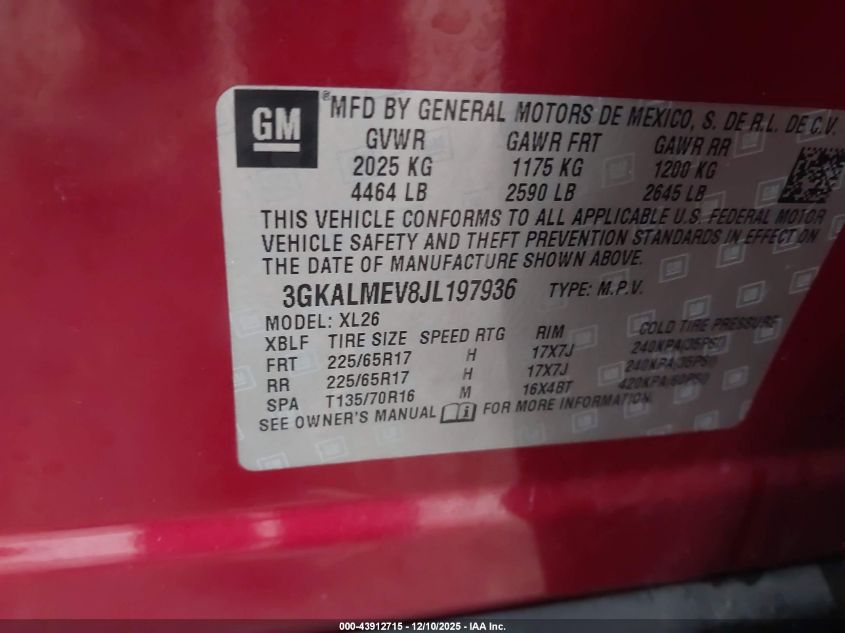 GM
®MFD BY GENERAL MOTORS DE MEXICO, S. DE R.L. DE C.V.
GVWR GAWR FRT GAWR RR
2025 KG 1175 KG 1200 KG
4464 LB 2590 LB 2645 LB
THIS VEHICLE CONFORMS TO ALL APPLICABLE U.S. FEDERAL MOTOR
VEHICLE SAFETY AND THEFT PREVENTION STANDARDS IN EFFECT ON
THE DATE OF MANUFACTURE SHOWN ABOVE.
3GKALMEV8JL197936 TYPE: M.P.V.
MODEL: XL26
XBLF TIRE SIZE SPEED RTG RIM COLD TIRE PRESSURE
FRT 225/65R17 H 17X7J 240KPA(35PSI)
RR 225/65R17 H 17X7J 240KPA(35PSI)
SPA T135/70R16 M 16X4BT 420KPA(60PSI)
SEE OWNER'S MANUAL FOR MORE INFORMATION.
000-43912715 - 12/10/2025 - IAA Inc.